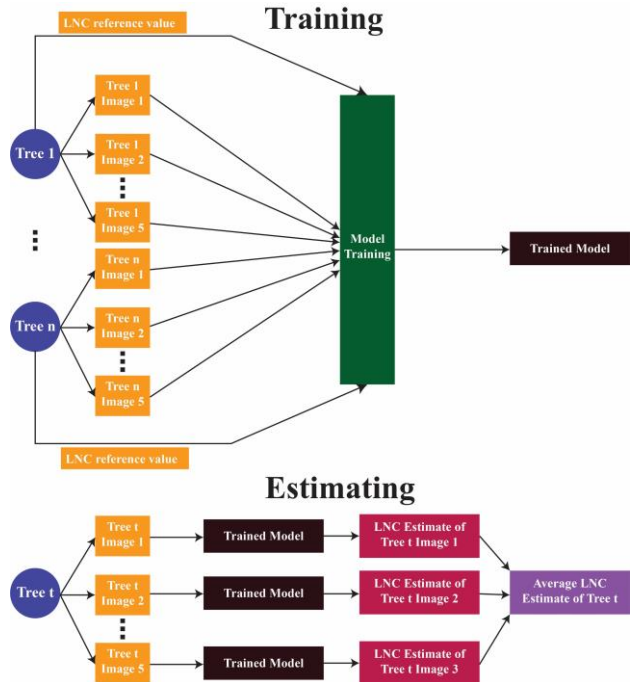 Training
LNC reference value
Tree 1
Image 1
Tree 1
Tree 1
Image 2
Tree 1
Image 5
Model
Training
Trained Model
Tree n
Image 1
Tree n
Tree n
Image 2
Tree n
Image 5
LNC reference value
Estimating
Tree t
Image 1
Trained Model
LNC Estimate of
Tree t Image 1
Tree t
Tree t
Image 2
Trained Model
LNC Estimate of
Tree t Image 2
Average LNC
Estimate of Tree t
Tree t
Image 5
Trained Model
LNC Estimate of
Tree t Image 3